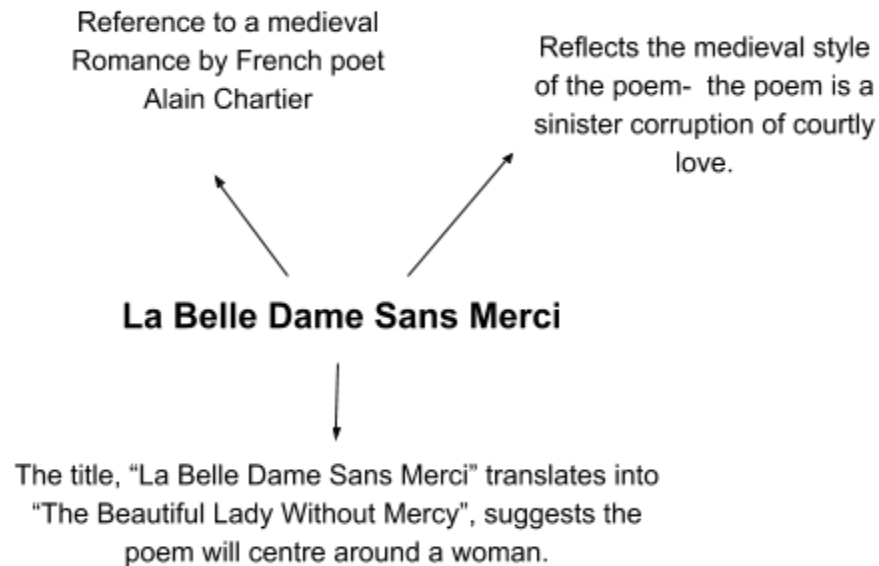 Reference to a medieval
Romance by French poet
Alain Chartier
Reflects the medieval style
of the poem-  the poem is a
sinister corruption of courtly
love.
La Belle Dame Sans Merci
The title, “La Belle Dame Sans Merci” translates into
“The Beautiful Lady Without Mercy”, suggests the
poem will centre around a woman.